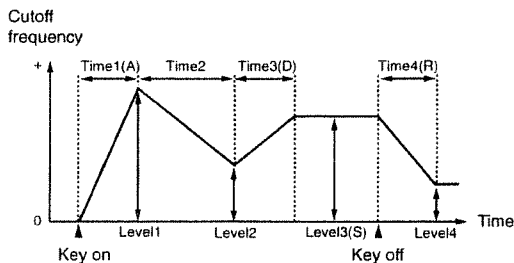 Cutoff
frequency
+
Time1(A)
Time2
Time3(D)
Time4(R)
0
Time
Level1
Level2
Level3(S)
Level4
Key on
Key off